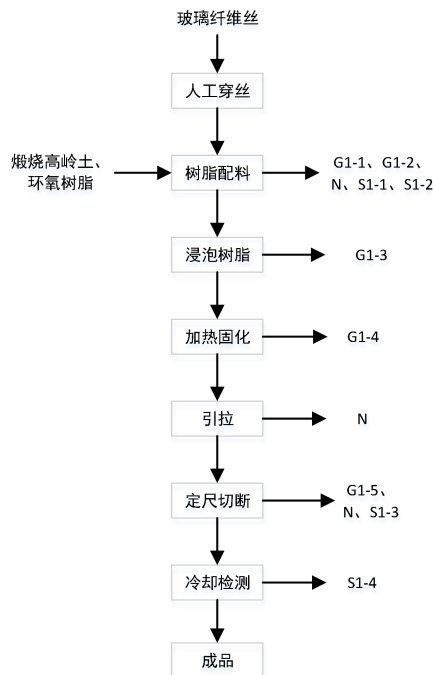 玻璃纤维丝
人工穿丝
煅烧高岭土、
环氧树脂
树脂配料
G1-1、G1-2、
N、S1-1、S1-2
浸泡树脂
G1-3
加热固化
G1-4
引拉
N
定尺切断
G1-5、
N、S1-3
冷却检测
S1-4
成品